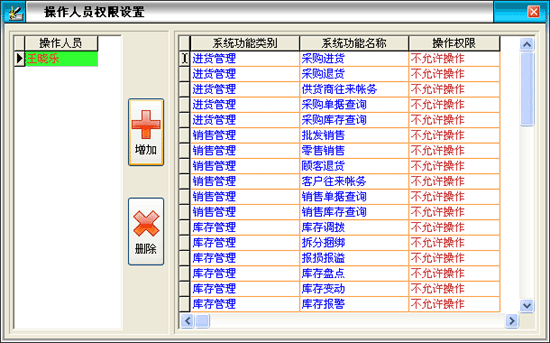 操作人员权限设置
操作人员
王晓乐
增加
删除
系统功能类别 系统功能名称 操作权限
进货管理 采购进货 不允许操作
进货管理 采购退货 不允许操作
进货管理 供货商往来帐务 不允许操作
进货管理 采购单据查询 不允许操作
进货管理 采购库存查询 不允许操作
销售管理 批发销售 不允许操作
销售管理 零售销售 不允许操作
销售管理 顾客退货 不允许操作
销售管理 客户往来帐务 不允许操作
销售管理 销售单据查询 不允许操作
销售管理 销售库存查询 不允许操作
库存管理 库存调拨 不允许操作
库存管理 拆分捆绑 不允许操作
库存管理 报损报溢 不允许操作
库存管理 库存盘点 不允许操作
库存管理 库存变动 不允许操作
库存管理 库存报警 不允许操作